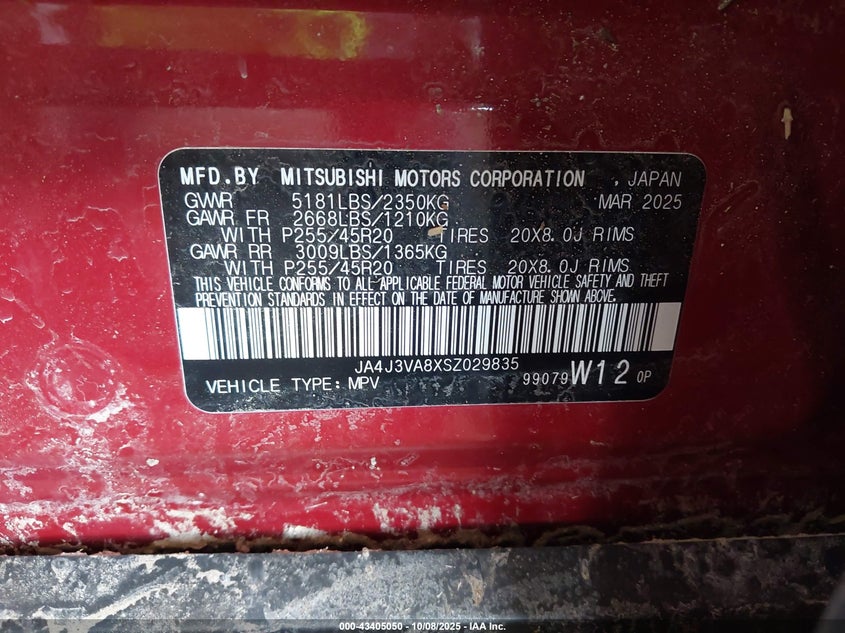 MFD.BY MITSUBISHI MOTORS CORPORATION , JAPAN
GVWR 5181LBS/2350KG MAR 2025
GAWR FR 2668LBS/1210KG
WITH P255/45R20 TIRES 20X8.0J RIMS
GAWR RR 3009LBS/1365KG
WITH P255/45R20 TIRES 20X8.0J RIMS
THIS VEHICLE CONFORMS TO ALL APPLICABLE FEDERAL MOTOR VEHICLE SAFETY AND THEFT
PREVENTION STANDARDS IN EFFECT ON THE DATE OF MANUFACTURE SHOWN ABOVE.
JA4J3VA8XSZ029835
VEHICLE TYPE:MPV 99079 W12 0P
000-43405050 - 10/08/2025 - IAA Inc.